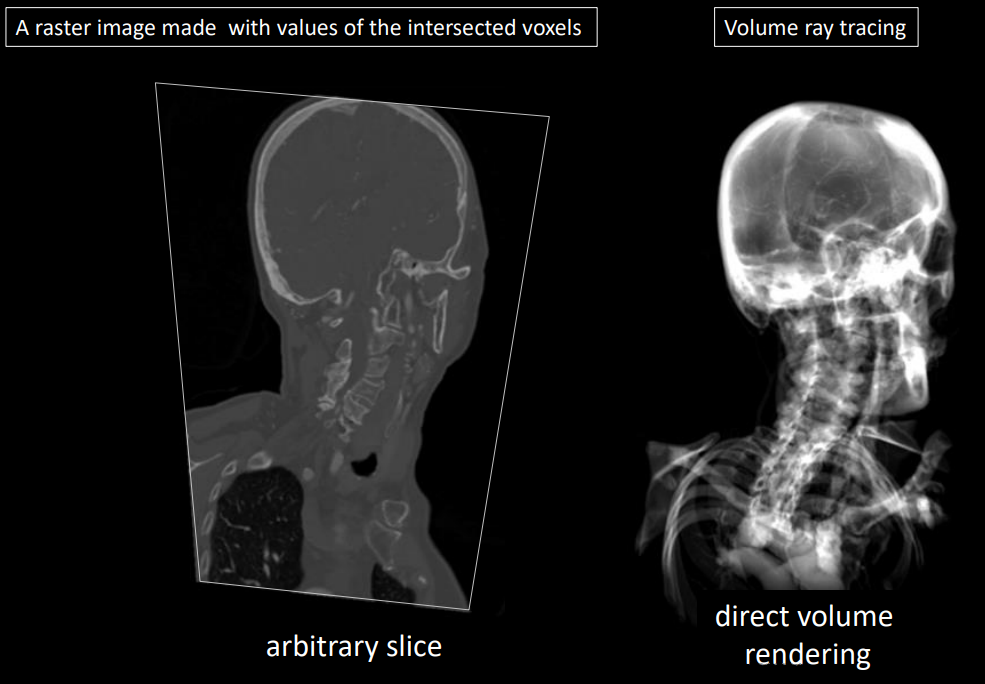 A raster image made  with values of the intersected voxels
Volume ray tracing
arbitrary slice
direct volume
rendering